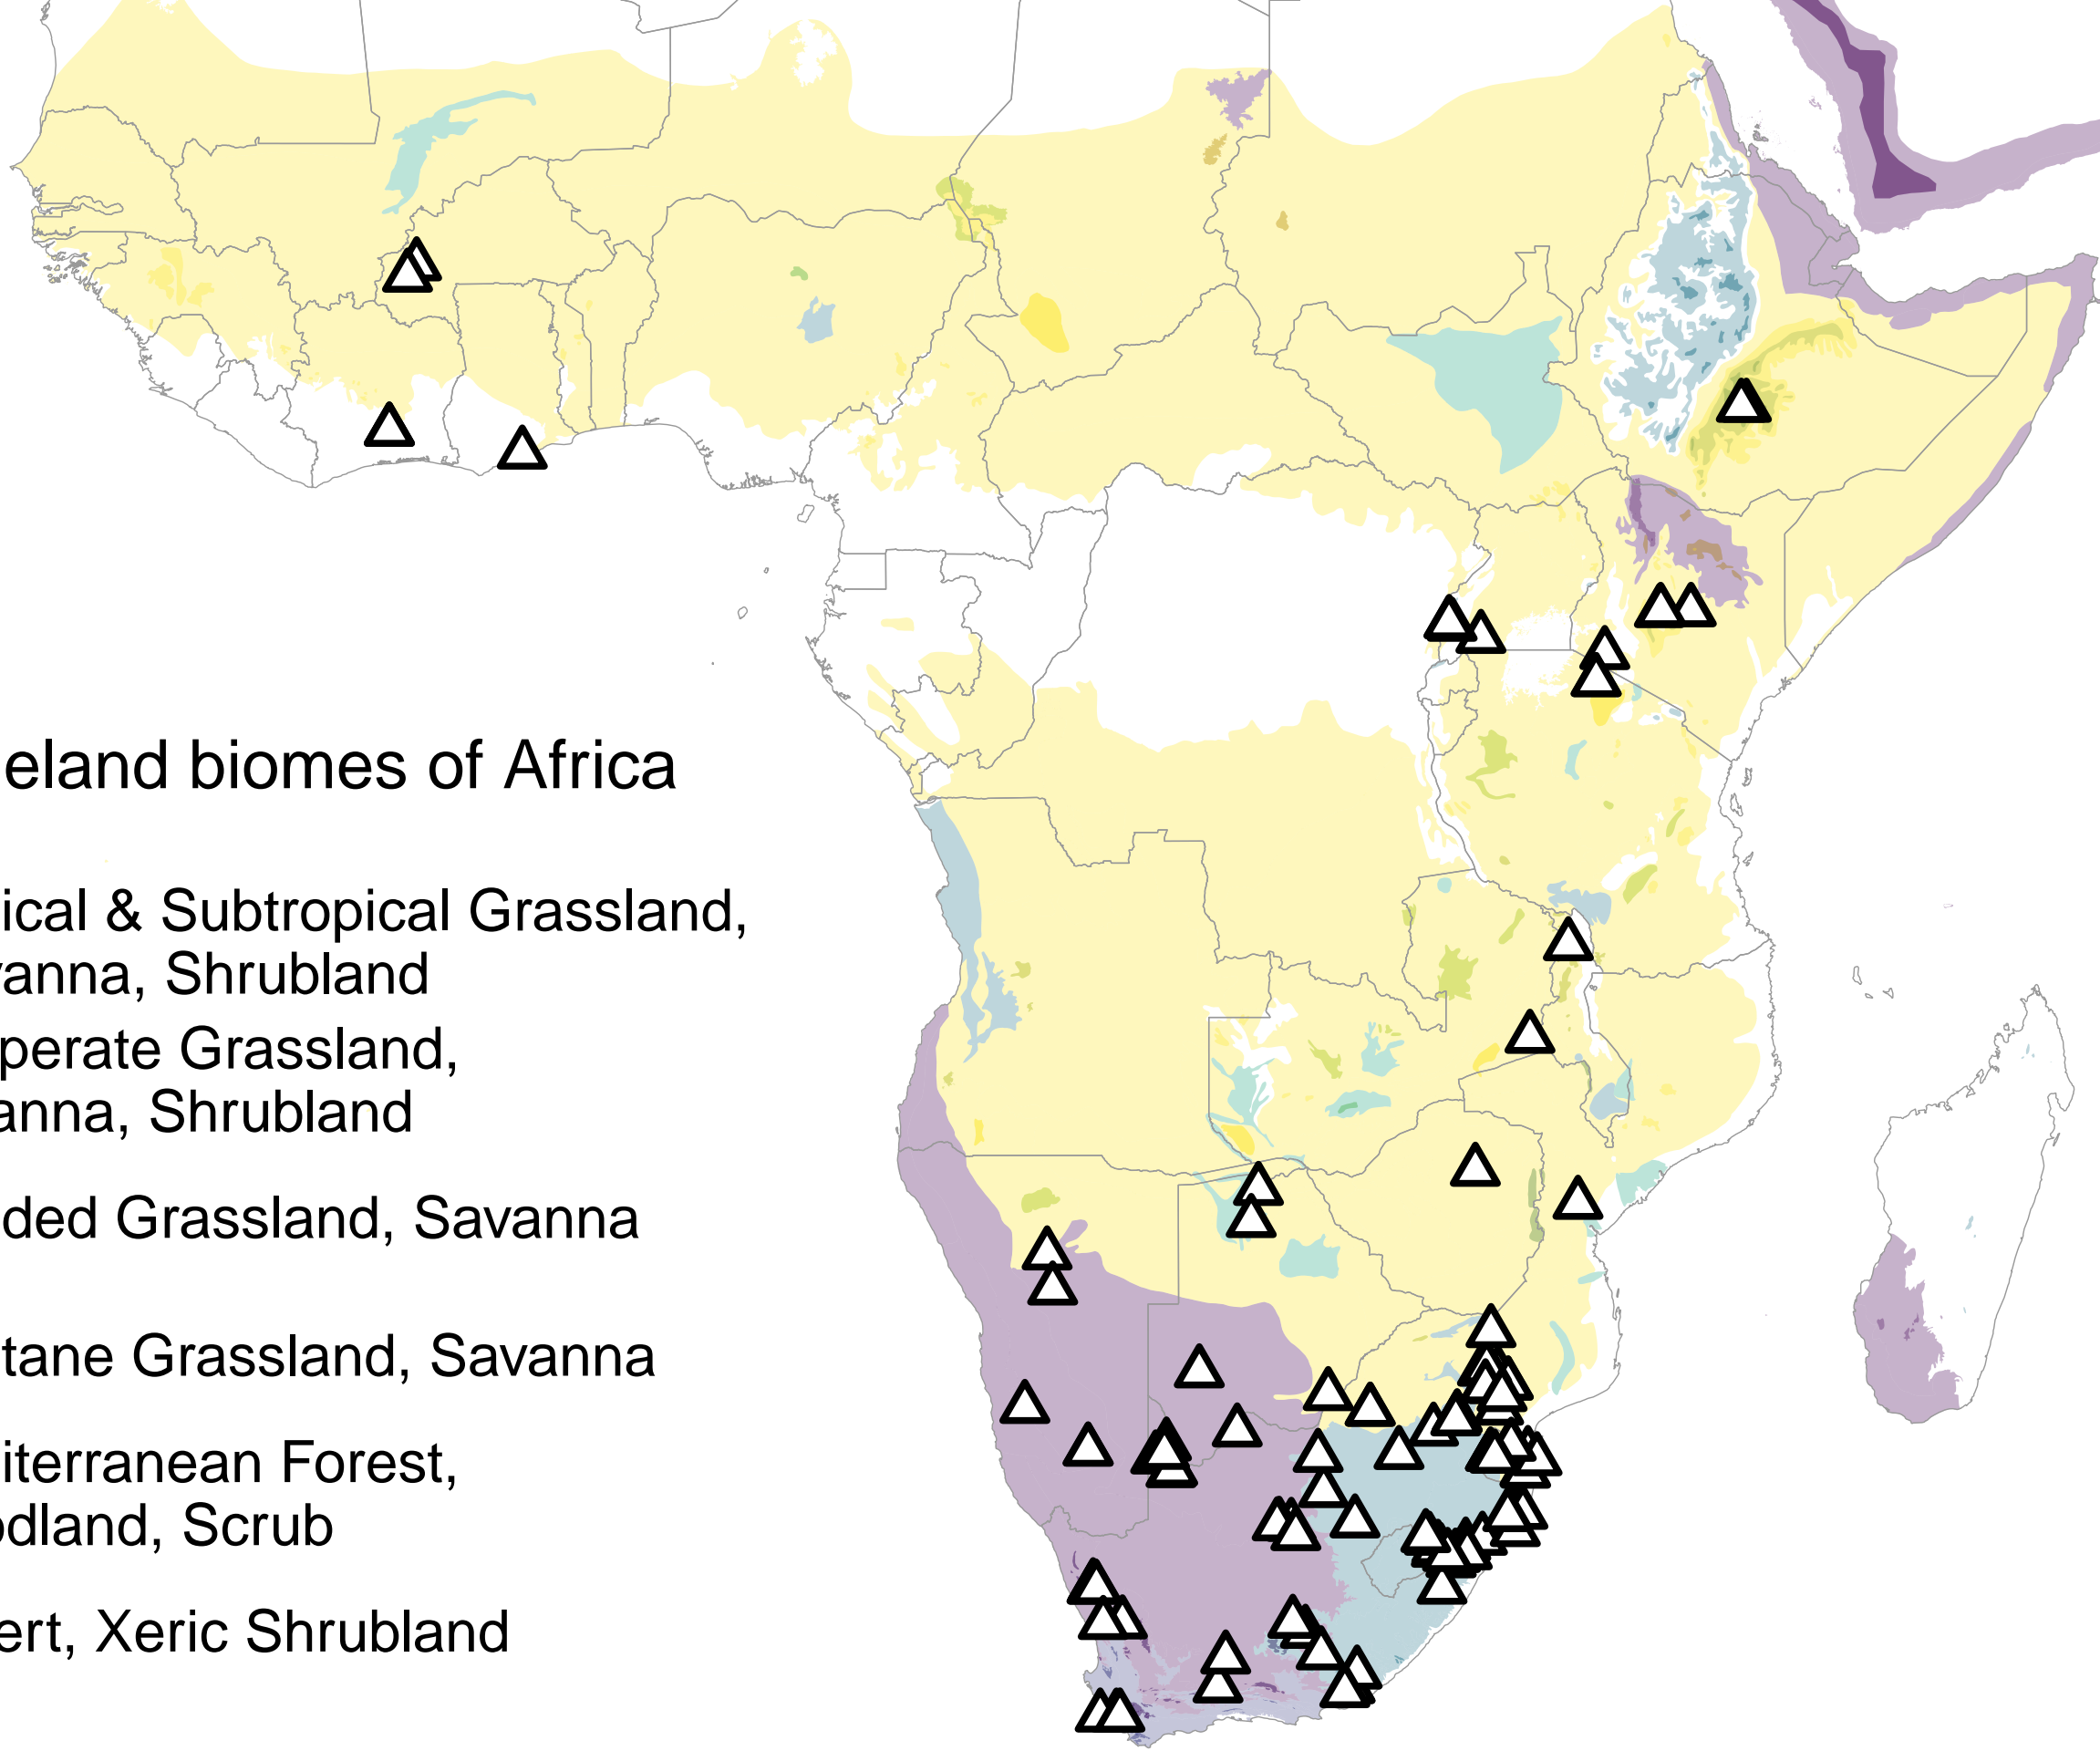 eland biomes of Africa
ical & Subtropical Grassland,
vanna, Shrubland
perate Grassland,
anna, Shrubland
ded Grassland, Savanna
tane Grassland, Savanna
iterranean Forest,
odland, Scrub
ert, Xeric Shrubland